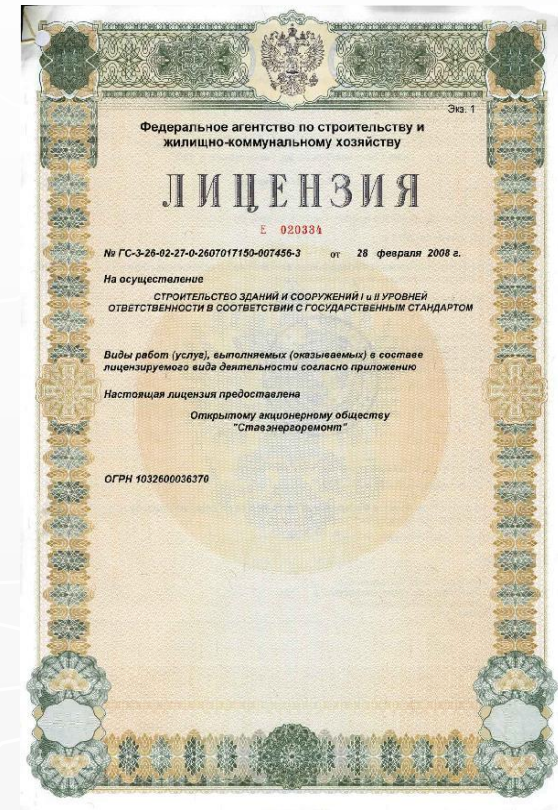 Экз. 1
Федеральное агентство по строительству и
жилищно-коммунальному хозяйству
ЛИЦЕНЗИЯ
Е 020334
№ ГС-3-26-02-27-0-2607017150-007456-3 от 28 февраля 2008 г.
На осуществление
СТРОИТЕЛЬСТВО ЗДАНИЙ И СООРУЖЕНИЙ I и II УРОВНЕЙ
ОТВЕТСТВЕННОСТИ В СООТВЕТСТВИИ С ГОСУДАРСТВЕННЫМ СТАНДАРТОМ
Виды работ (услуг), выполняемых (оказываемых) в составе
лицензируемого вида деятельности согласно приложению
Настоящая лицензия предоставлена
Открытому акционерному обществу
"Ставэнергоремонт"
ОГРН 1032600036370